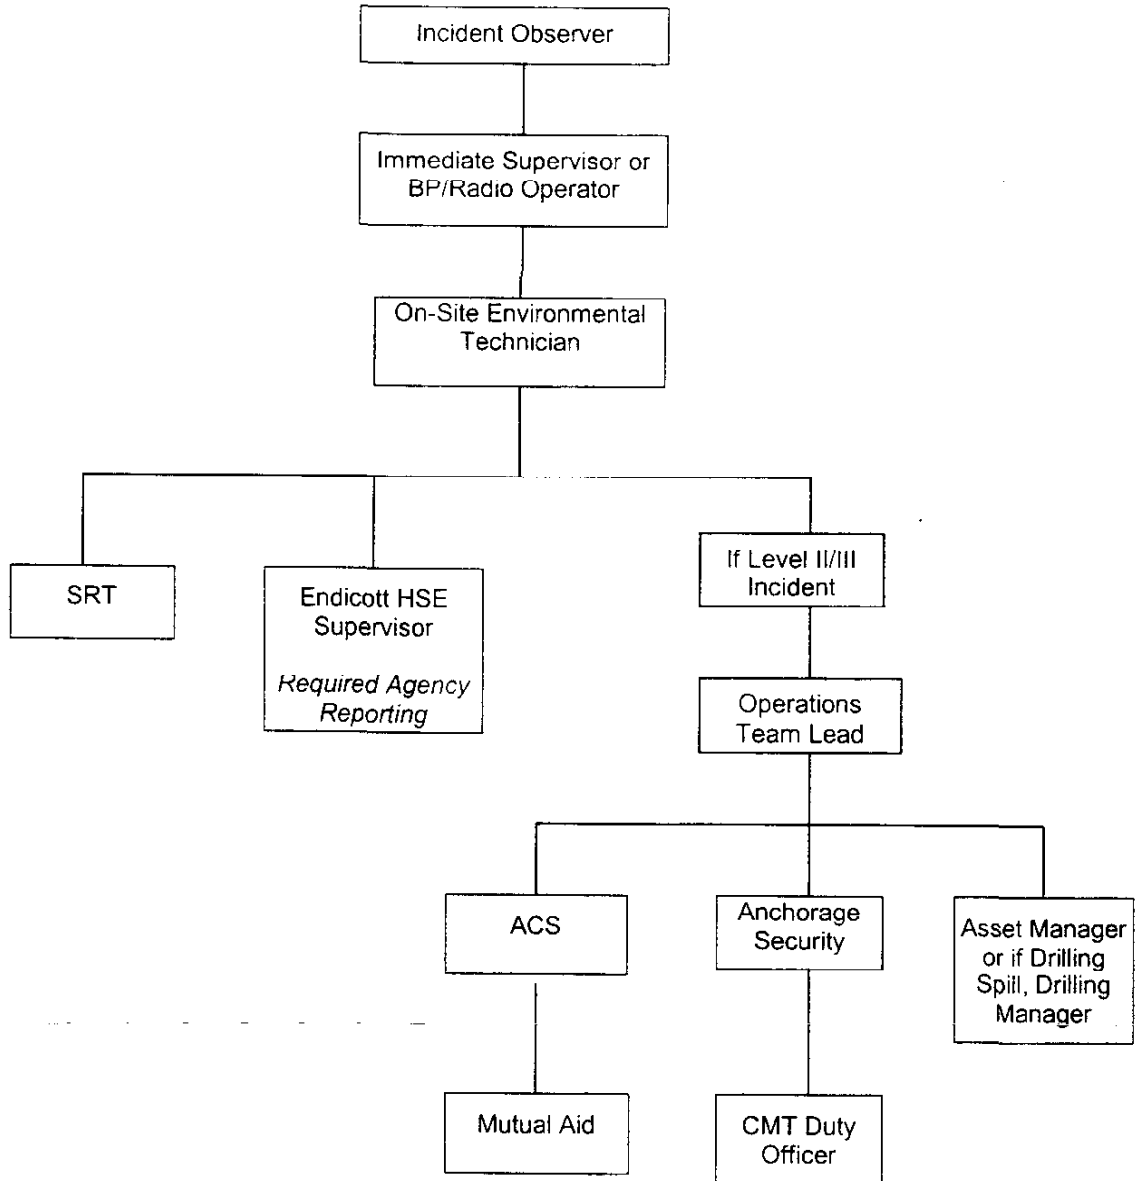 Incident Observer
Immediate Supervisor or
BP/Radio Operator
On-Site Environmental
Technician
SRT
Endicott HSE
Supervisor
Required Agency
Reporting
If Level II/III
Incident
Operations
Team Lead
ACS
Anchorage
Security
Asset Manager
or if Drilling
Spill, Drilling
Manager
Mutual Aid
CMT Duty
Officer